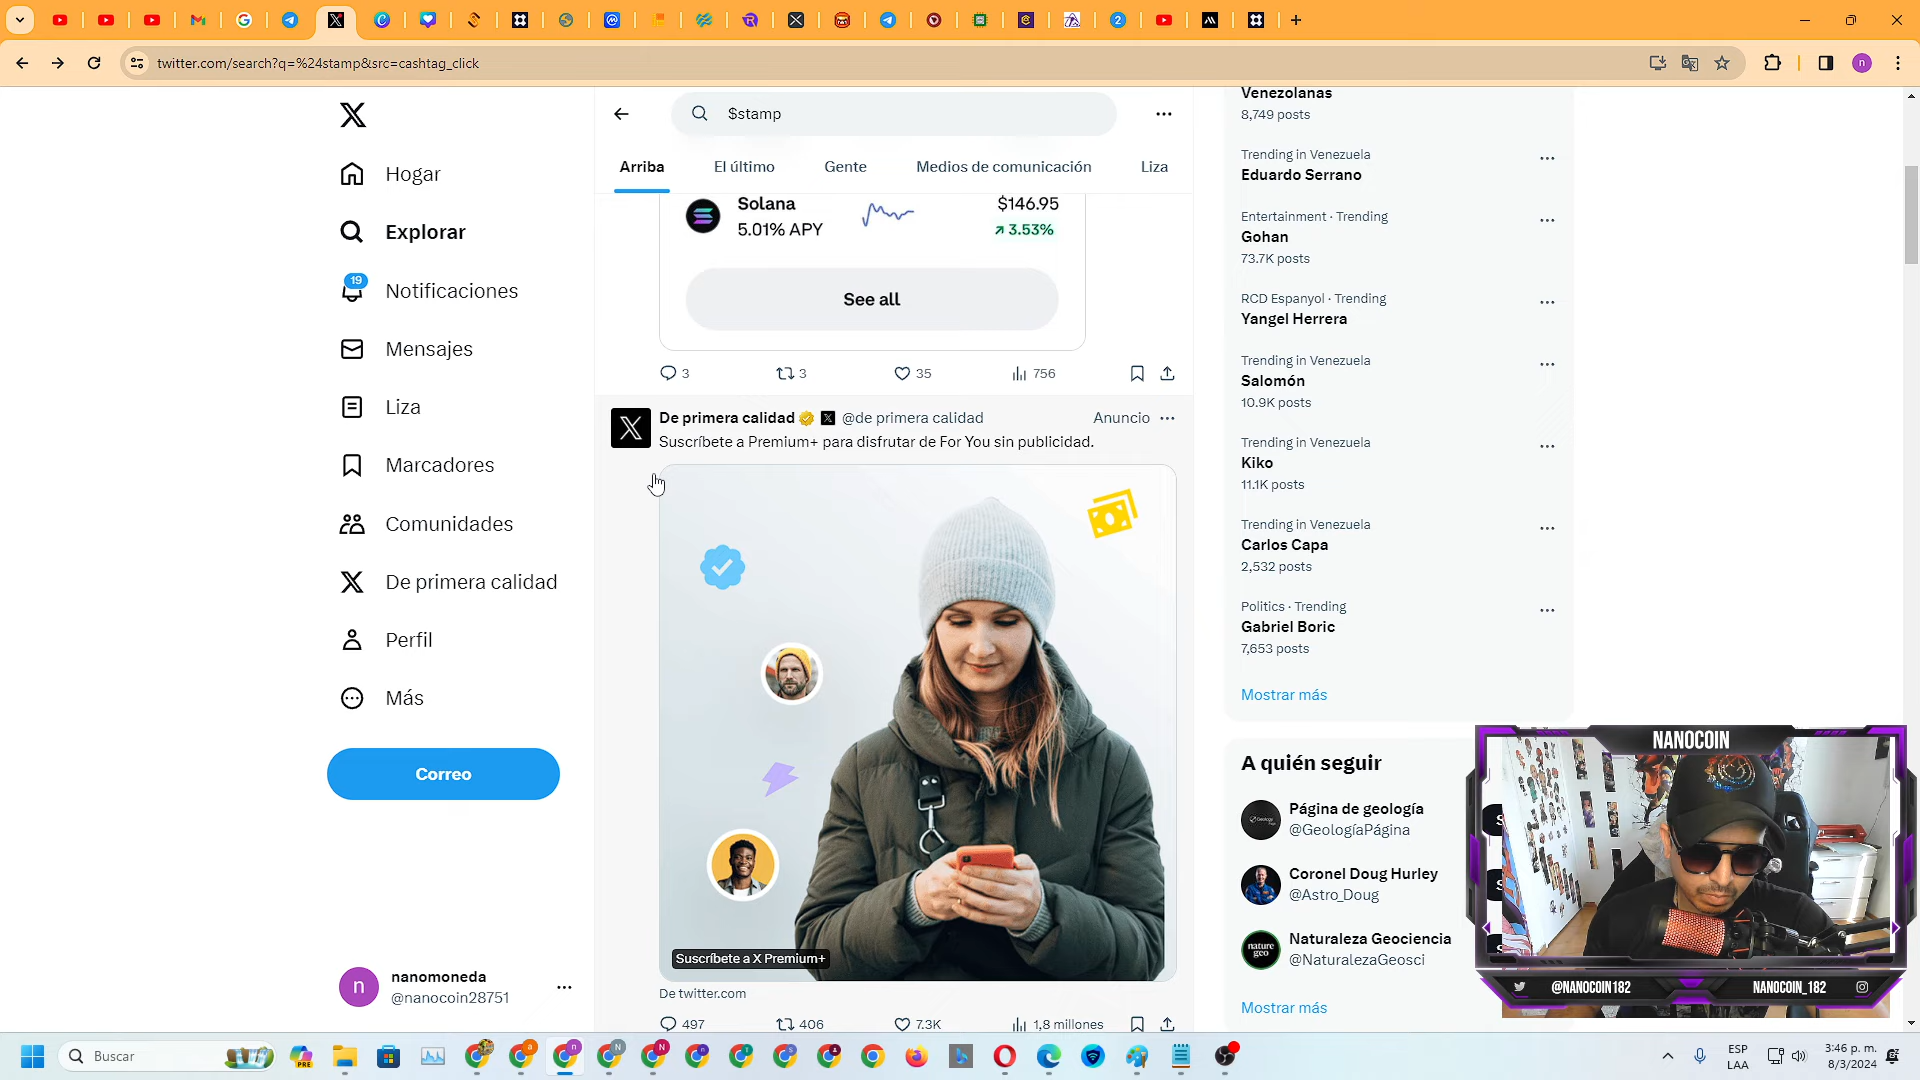 twitter.com/search?q=%24stamp&src=cashtag_click
$stamp
Arriba
El último
Gente
Medios de comunicación
Liza
Hogar
Explorar
19
Notificaciones
Mensajes
Liza
Marcadores
Comunidades
De primera calidad
Perfil
Más
Correo
n
nanomoneda
@nanocoin28751
Solana
5.01% APY
$146.95
3.53%
See all
3
3
35
756
De primera calidad
@de primera calidad
Anuncio
Suscríbete a Premium+ para disfrutar de For You sin publicidad.
Suscríbete a X Premium+
De twitter.com
497
406
7.3K
1,8 millones
Venezolanas
8,749 posts
Trending in Venezuela
Eduardo Serrano
Entertainment · Trending
Gohan
73.7K posts
RCD Espanyol · Trending
Yangel Herrera
Trending in Venezuela
Salomón
10.9K posts
Trending in Venezuela
Kiko
11.1K posts
Trending in Venezuela
Carlos Capa
2,532 posts
Politics · Trending
Gabriel Boric
7,653 posts
Mostrar más
A quién seguir
Página de geología
@GeologíaPágina
Coronel Doug Hurley
@Astro_Doug
nature
geo
Naturaleza Geociencia
@NaturalezaGeosci
Mostrar más
NANOCOIN
@NANOCOIN182
NANOCOIN_182
Buscar
ESP
LAA
3:46 p. m.
8/3/2024